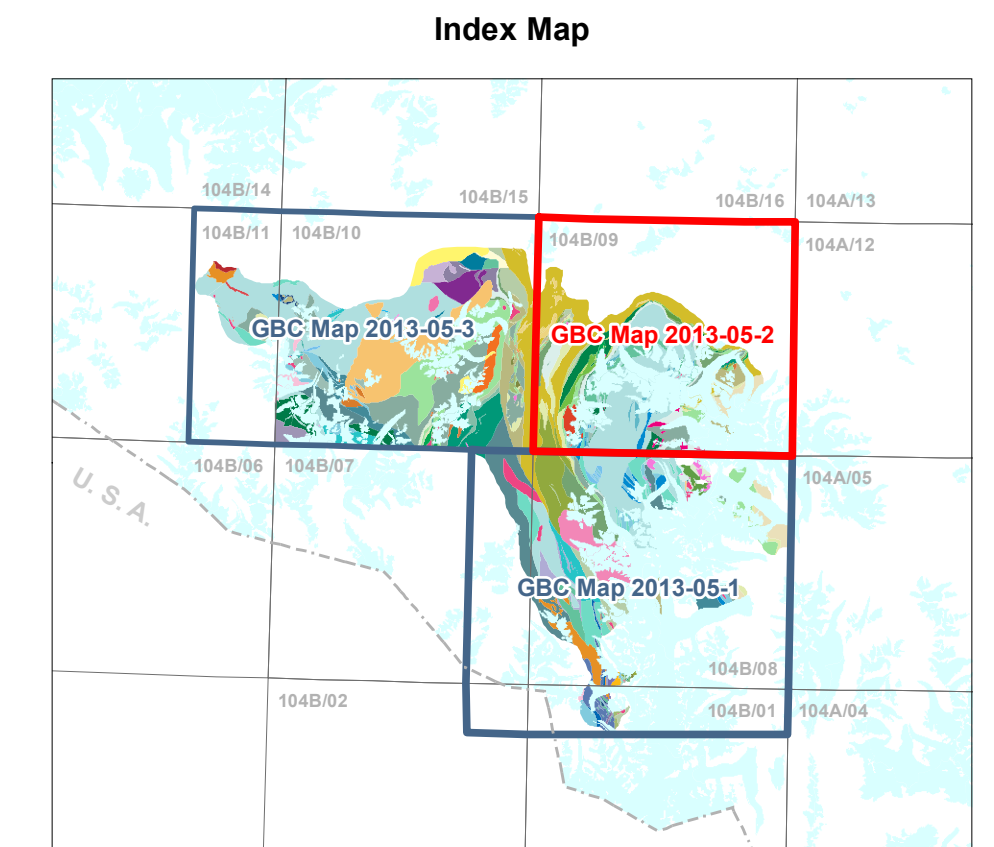 Index Map
104B/14
104B/15
104B/16
104A/13
104B/11
104B/10
104B/09
104A/12
GBC Map 2013-05-3
GBC Map 2013-05-2
104B/06
104B/07
104A/05
U.S.A.
GBC Map 2013-05-1
104B/08
104B/02
104B/01
104A/04